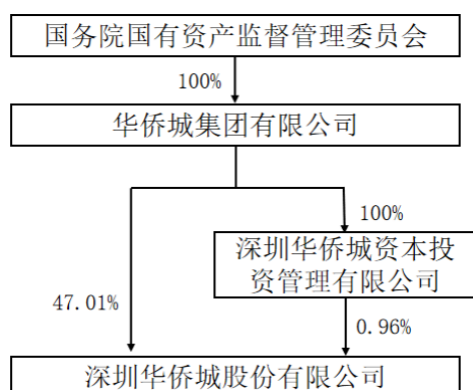 国务院国有资产监督管理委员会
100%
华侨城集团有限公司
100%
深圳华侨城资本投
资管理有限公司
47.01%
0.96%
深圳华侨城股份有限公司